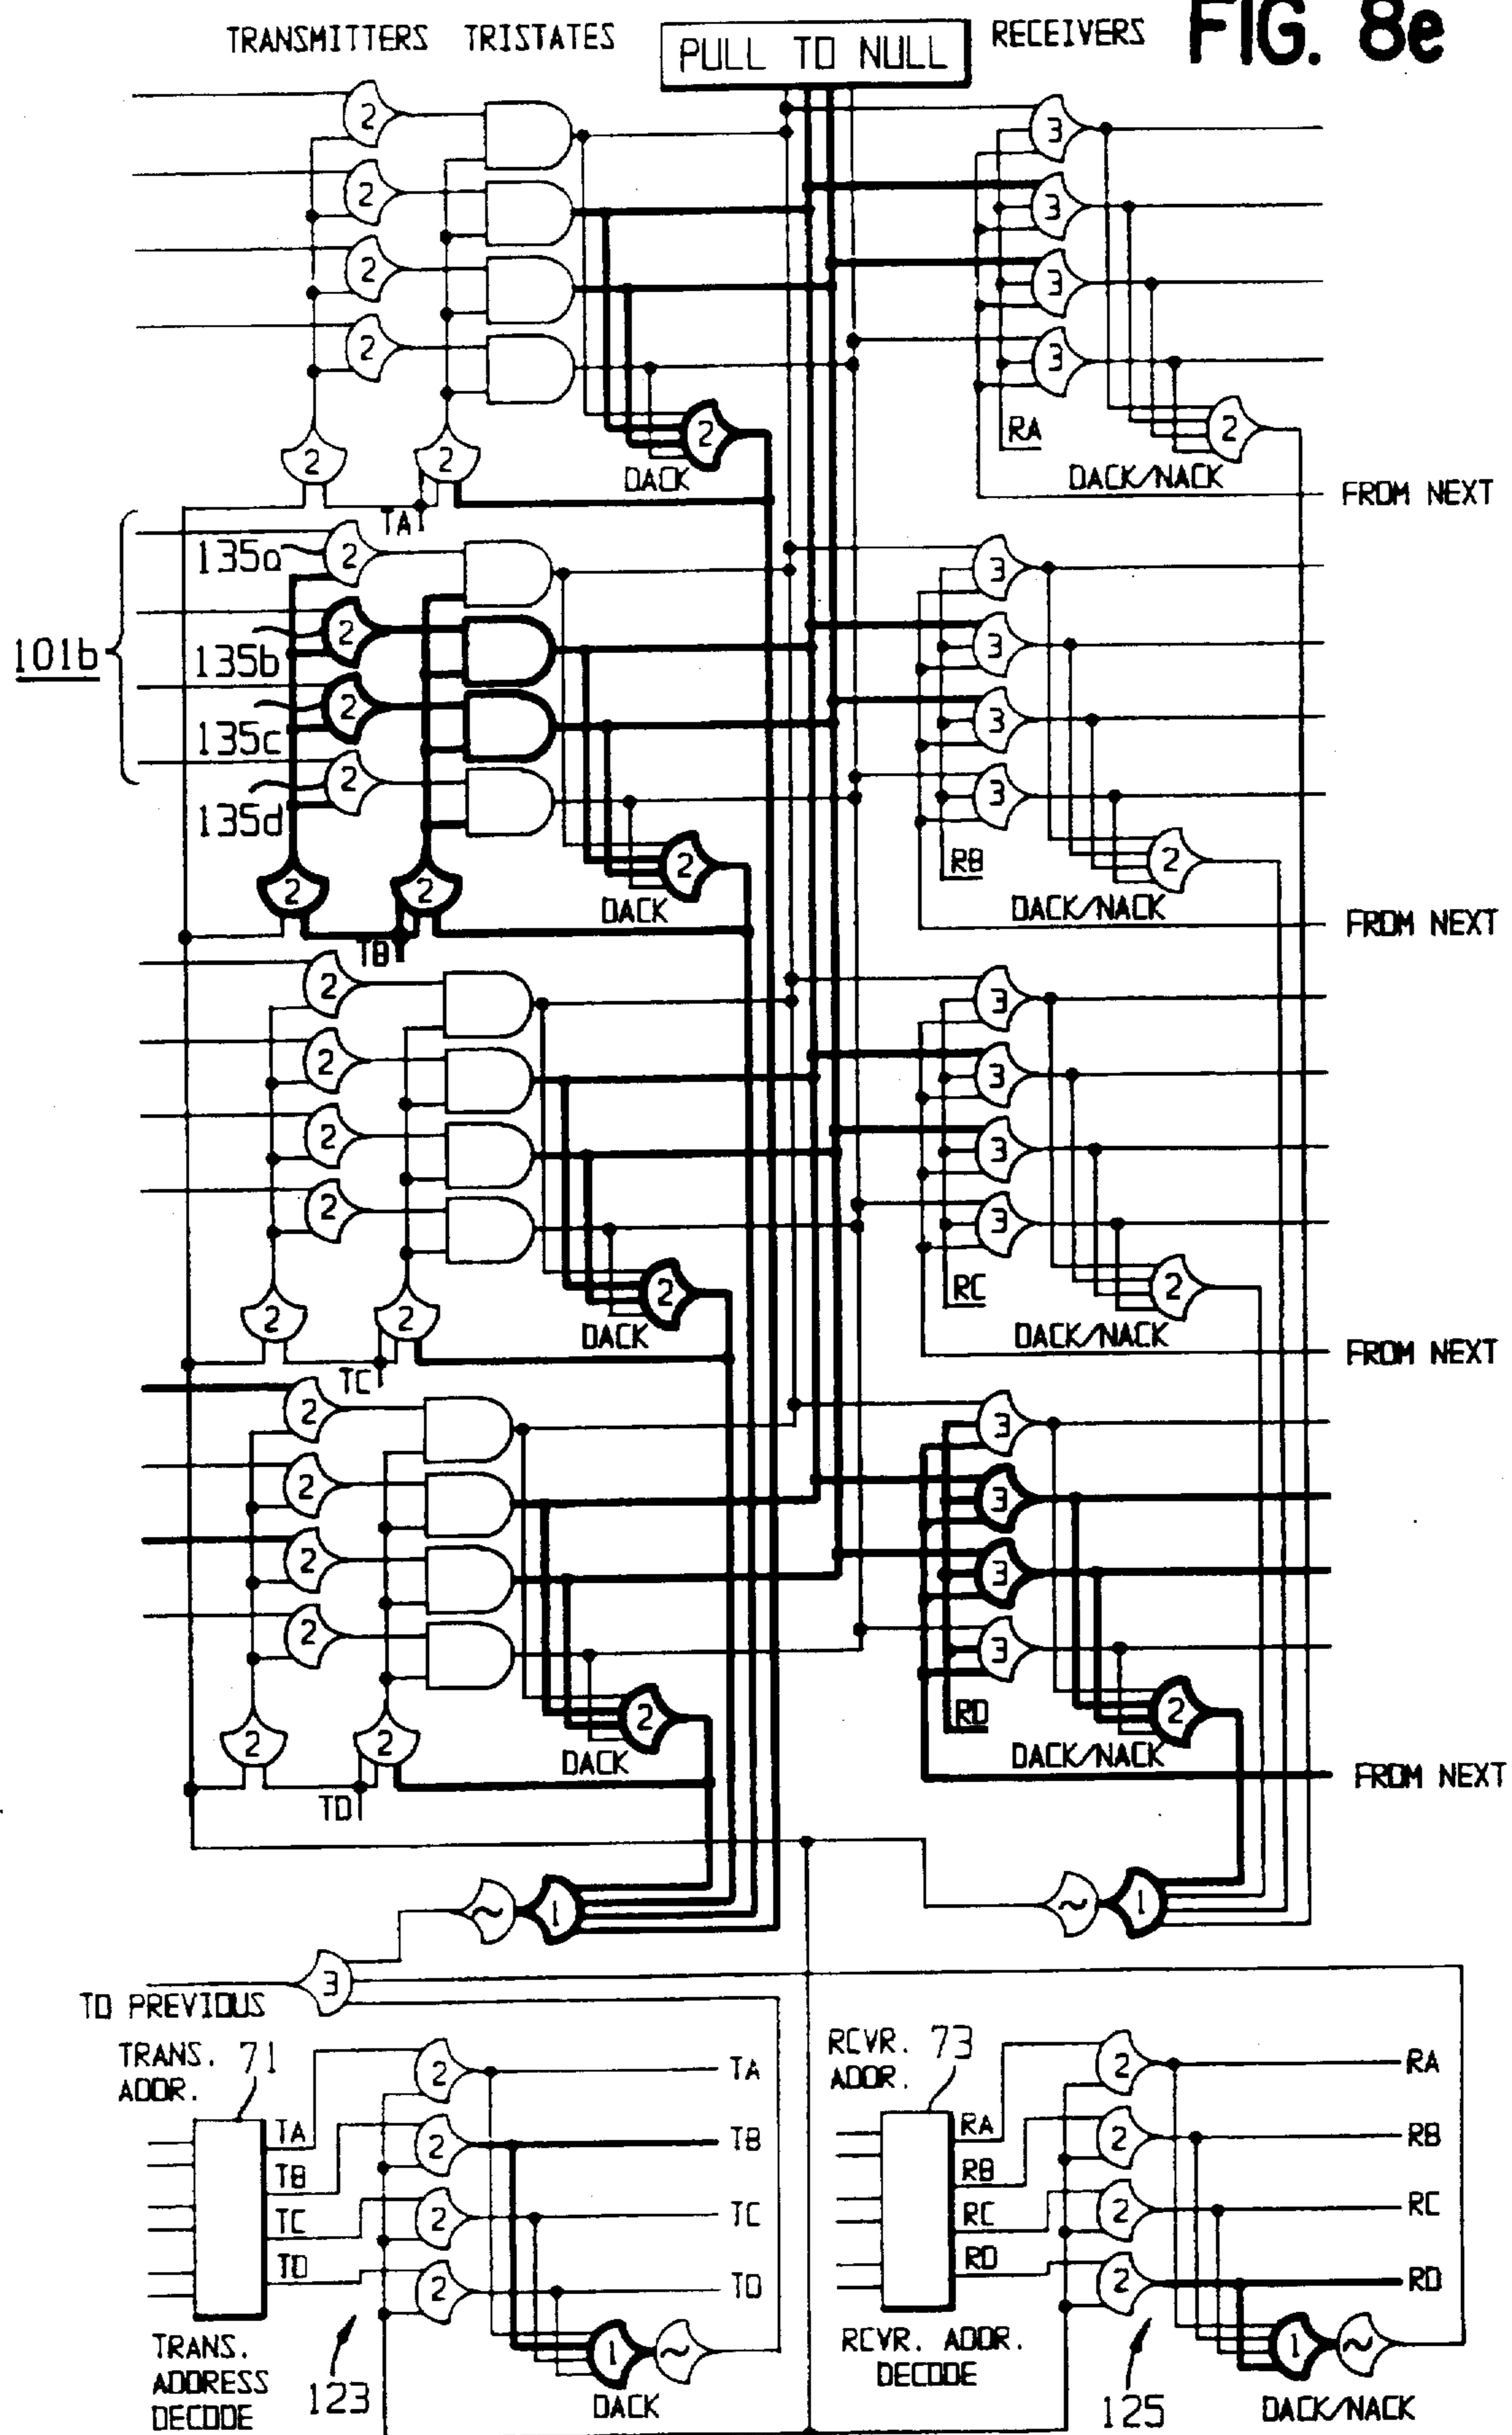 FIG. 8e
TRANSMITTERS TRISTATES
PULL TO NULL
RECEIVERS
2
3
2
3
2
3
2
3
2
2
2
DACK
TA
RA
2
DACK/NACK
FROM NEXT
101b
135a
2
3
135b
2
3
135c
2
3
135d
2
3
2
2
2
DACK
TB
RB
2
DACK/NACK
FROM NEXT
2
3
2
3
2
3
2
3
2
2
2
DACK
TC
RC
2
DACK/NACK
FROM NEXT
2
3
2
3
2
3
2
3
2
2
2
DACK
TD
RD
2
DACK/NACK
FROM NEXT
~ 1
~ 1
3
TO PREVIOUS
TRANS. 71
ADDR.
TA
TB
TC
TD
2
2
2
2
TA
TB
TC
TD
TRANS.
ADDRESS
DECODE
123
1 ~
DACK
RCVR. 73
ADDR.
RA
RB
RC
RD
2
2
2
2
RA
RB
RC
RD
RCVR. ADDR.
DECODE
125
1 ~
DACK/NACK